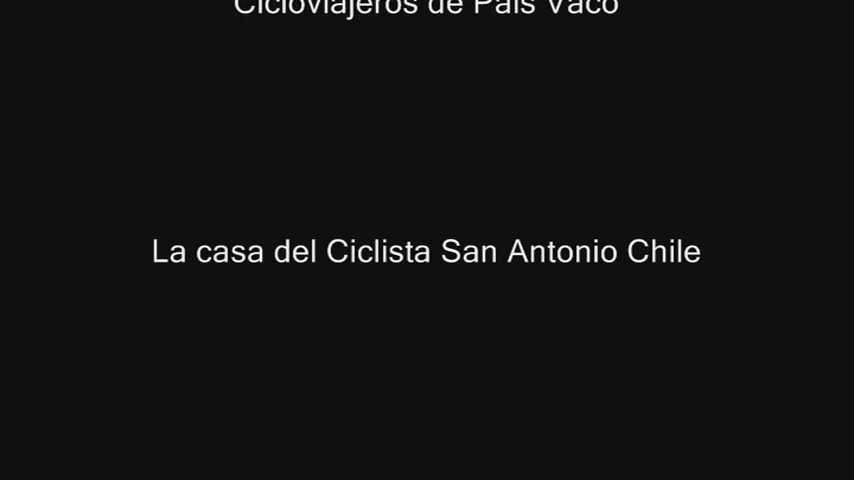 Cicloviajeros de País Vaco
La casa del Ciclista San Antonio Chile